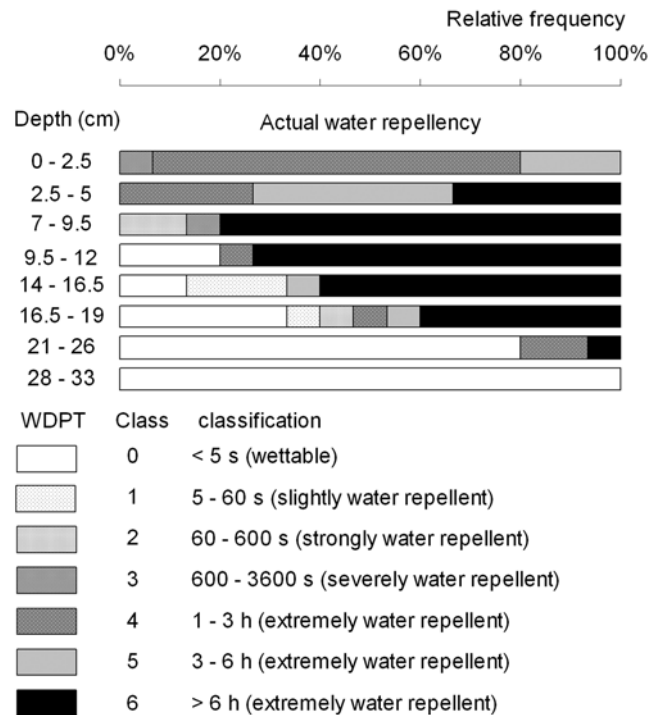 Relative frequency
0% 20% 40% 60% 80% 100%
Depth (cm) Actual water repellency
0 - 2.5
2.5 - 5
7 - 9.5
9.5 - 12
14 - 16.5
16.5 - 19
21 - 26
28 - 33
WDPT Class classification
0 < 5 s (wettable)
1 5 - 60 s (slightly water repellent)
2 60 - 600 s (strongly water repellent)
3 600 - 3600 s (severely water repellent)
4 1 - 3 h (extremely water repellent)
5 3 - 6 h (extremely water repellent)
6 > 6 h (extremely water repellent)